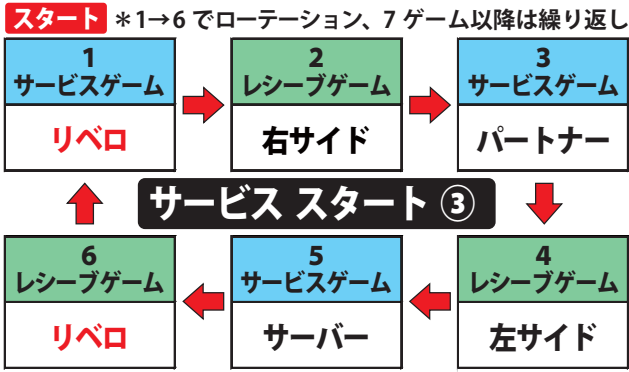 スタート ＊1→6 でローテーション、7 ゲーム以降は繰り返し
1
サービスゲーム
リベロ
2
レシーブゲーム
右サイド
3
サービスゲーム
パートナー
サービス スタート ③
6
レシーブゲーム
リベロ
5
サービスゲーム
サーバー
4
レシーブゲーム
左サイド